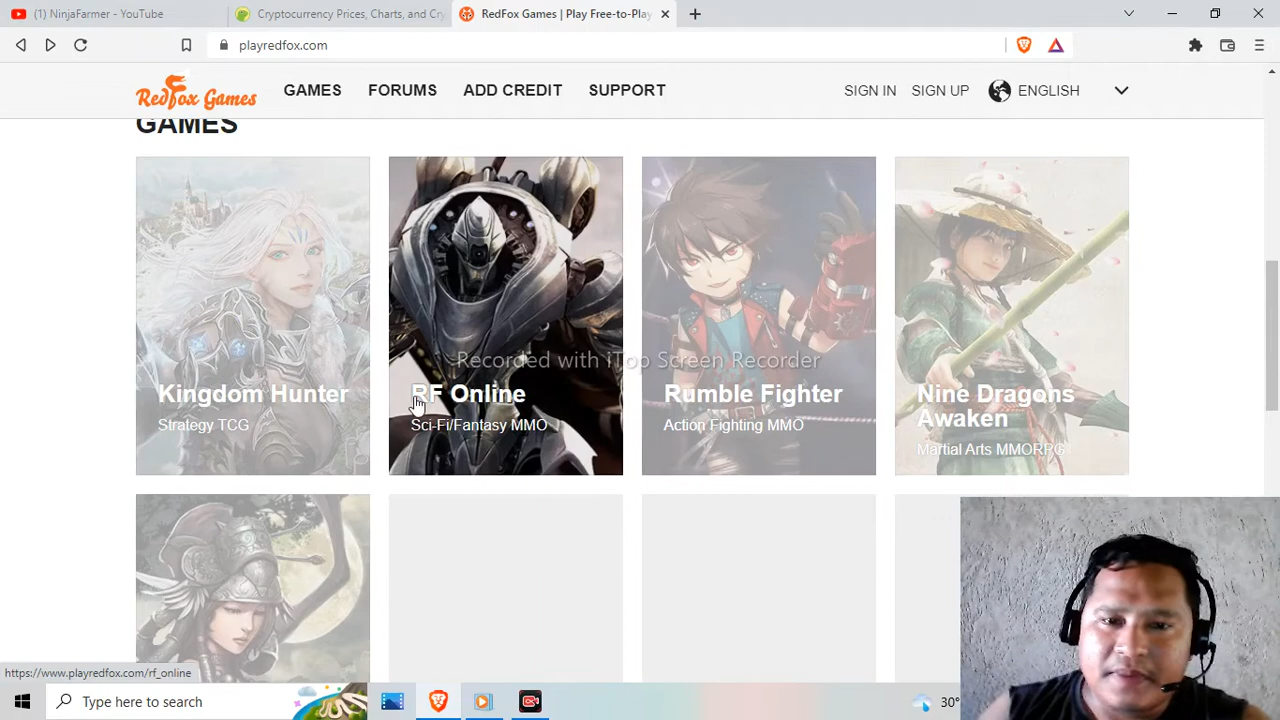 (1) NinjaFarmer - YouTube
Cryptocurrency Prices, Charts, and Cry
RedFox Games | Play Free-to-Play
playredfox.com
RedFox Games
GAMES
FORUMS
ADD CREDIT
SUPPORT
SIGN IN
SIGN UP
ENGLISH
GAMES
Recorded with iTop Screen Recorder
Kingdom Hunter
Strategy TCG
RF Online
Sci-Fi/Fantasy MMO
Rumble Fighter
Action Fighting MMO
Nine Dragons
Awaken
Martial Arts MMORPG
https://www.playredfox.com/rf_online
Type here to search
30°